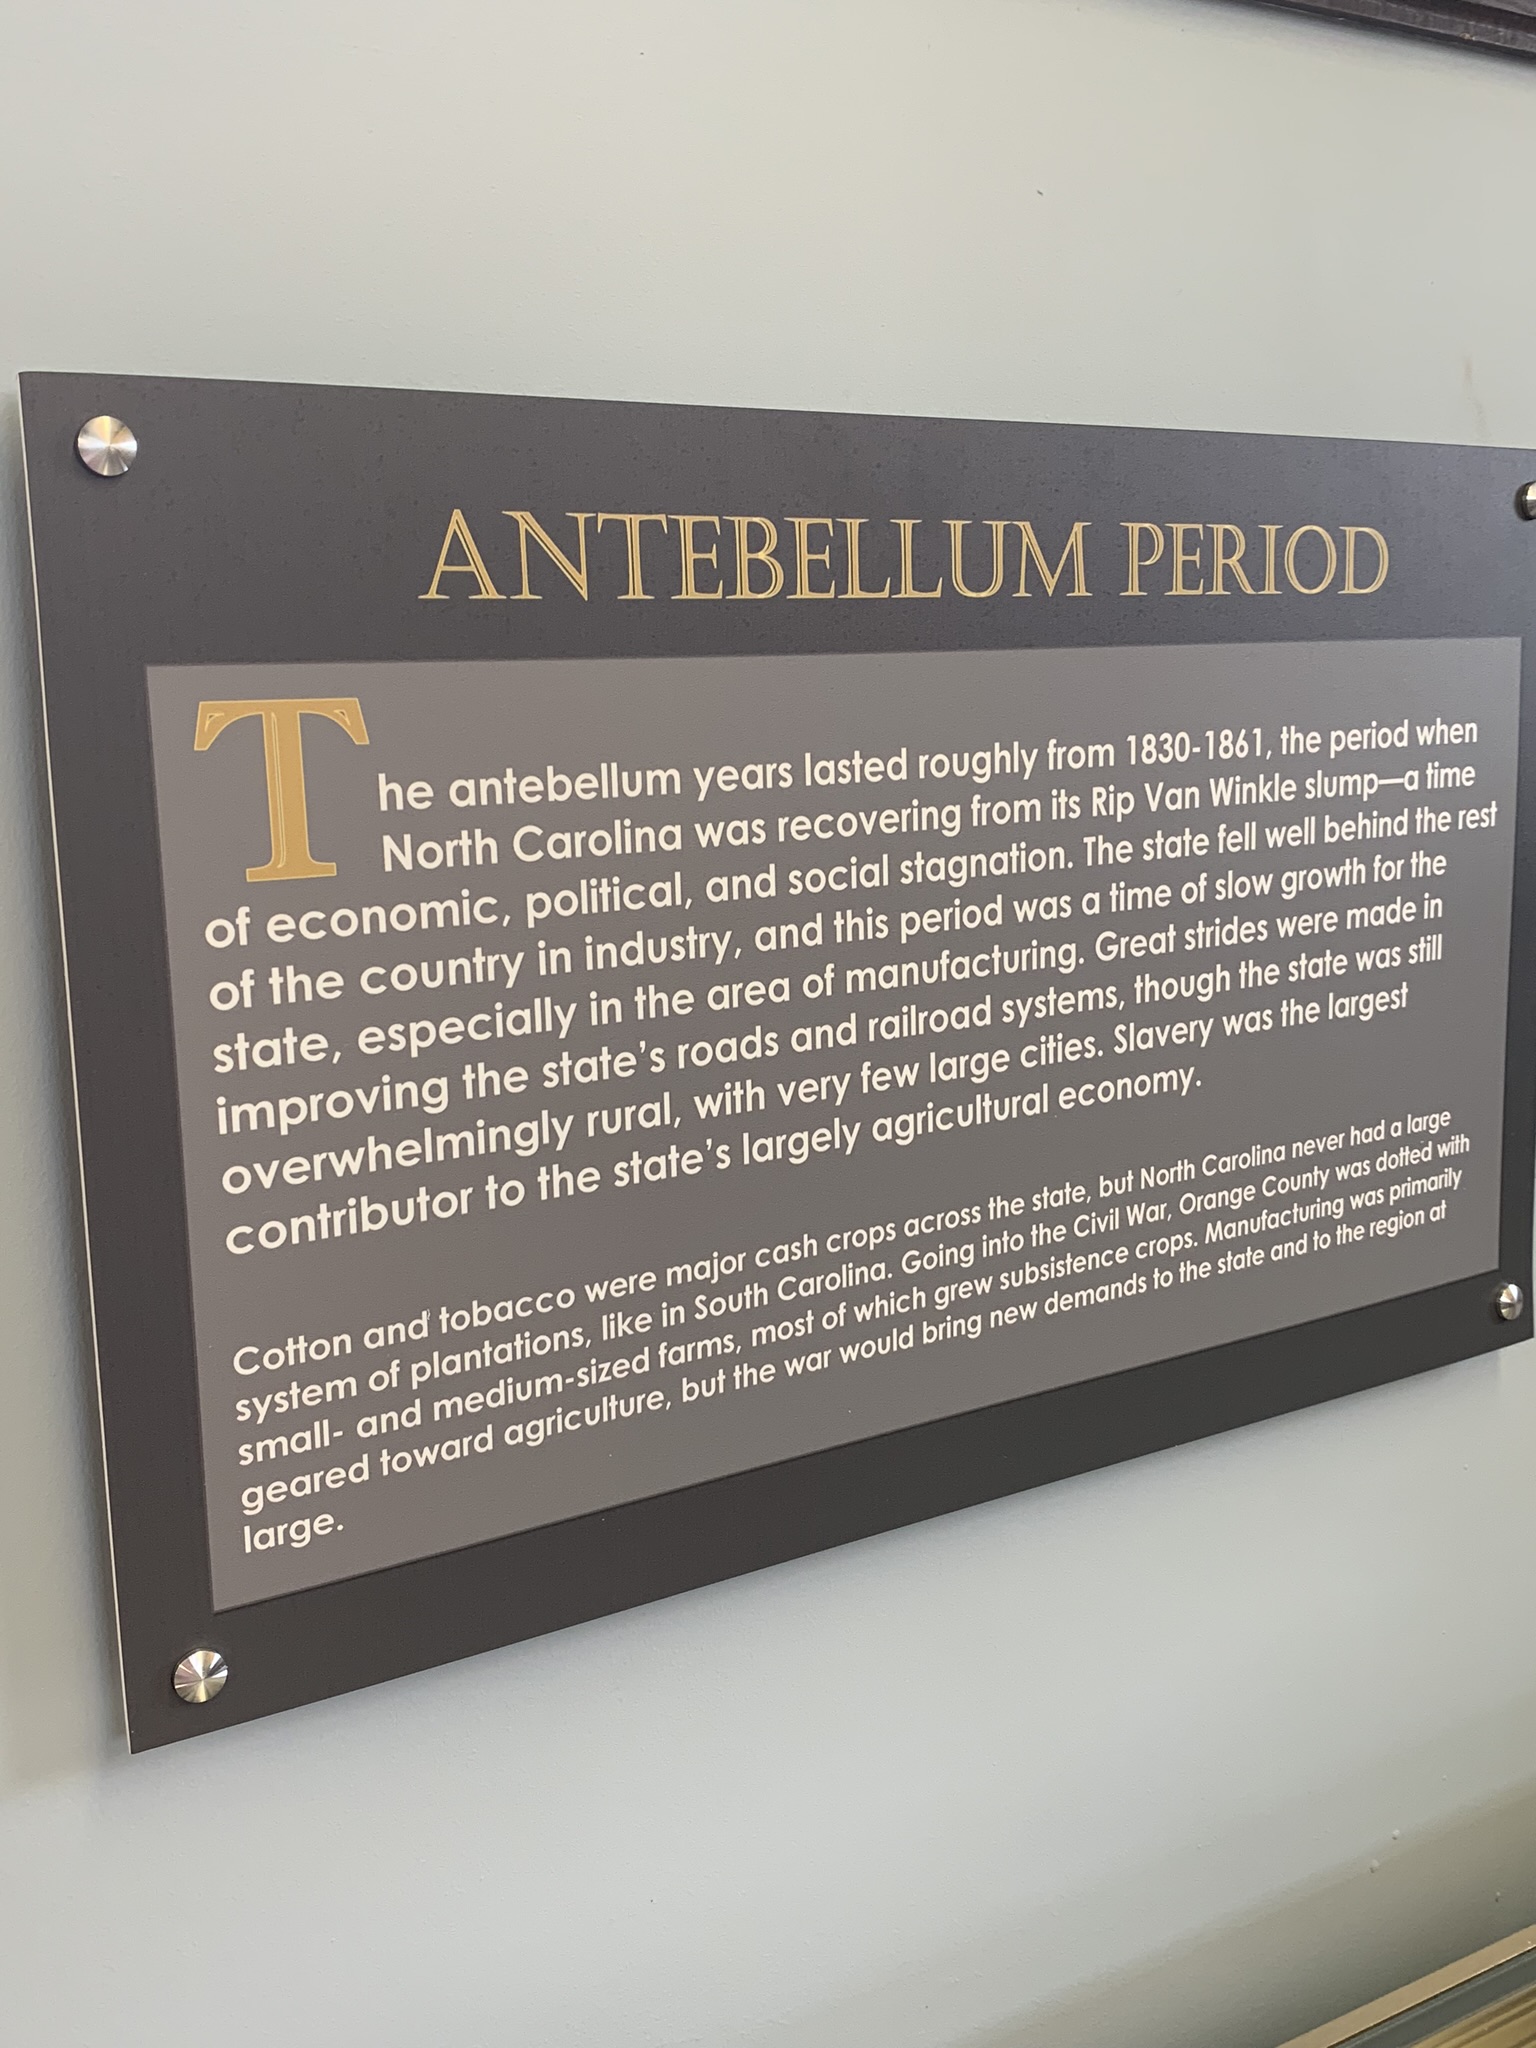 ANTEBELLUM PERIOD
The antebellum years lasted roughly from 1830-1861, the period when
North Carolina was recovering from its Rip Van Winkle slump—a time
of economic, political, and social stagnation. The state fell well behind the rest
of the country in industry, and this period was a time of slow growth for the
state, especially in the area of manufacturing. Great strides were made in
improving the state's roads and railroad systems, though the state was still
overwhelmingly rural, with very few large cities. Slavery was the largest
contributor to the state's largely agricultural economy.
Cotton and tobacco were major cash crops across the state, but North Carolina never had a large
system of plantations, like in South Carolina. Going into the Civil War, Orange County was dotted with
small- and medium-sized farms, most of which grew subsistence crops. Manufacturing was primarily
geared toward agriculture, but the war would bring new demands to the state and to the region at
large.